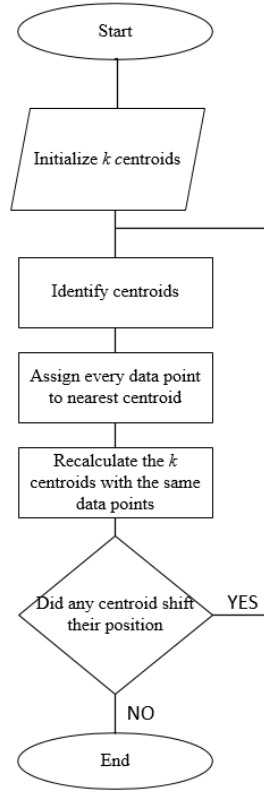 Start
Initialize k centroids
Identify centroids
Assign every data point
to nearest centroid
Recalculate the k
centroids with the same
data points
Did any centroid shift
their position
YES
NO
End